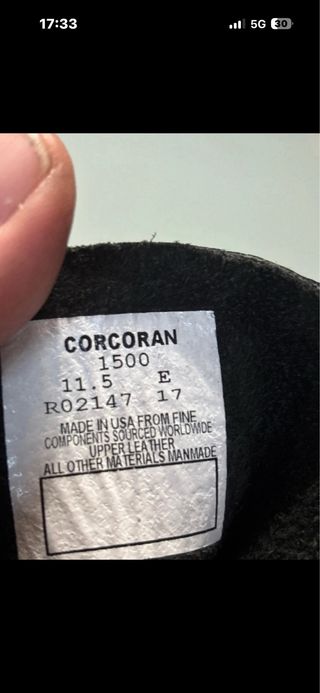 17:33
5G 30
CORCORAN
1500
11.5 E
R02147 17
MADE IN USA FROM FINE
COMPONENTS SOURCED WORLDWIDE
UPPER LEATHER
ALL OTHER MATERIALS MANMADE